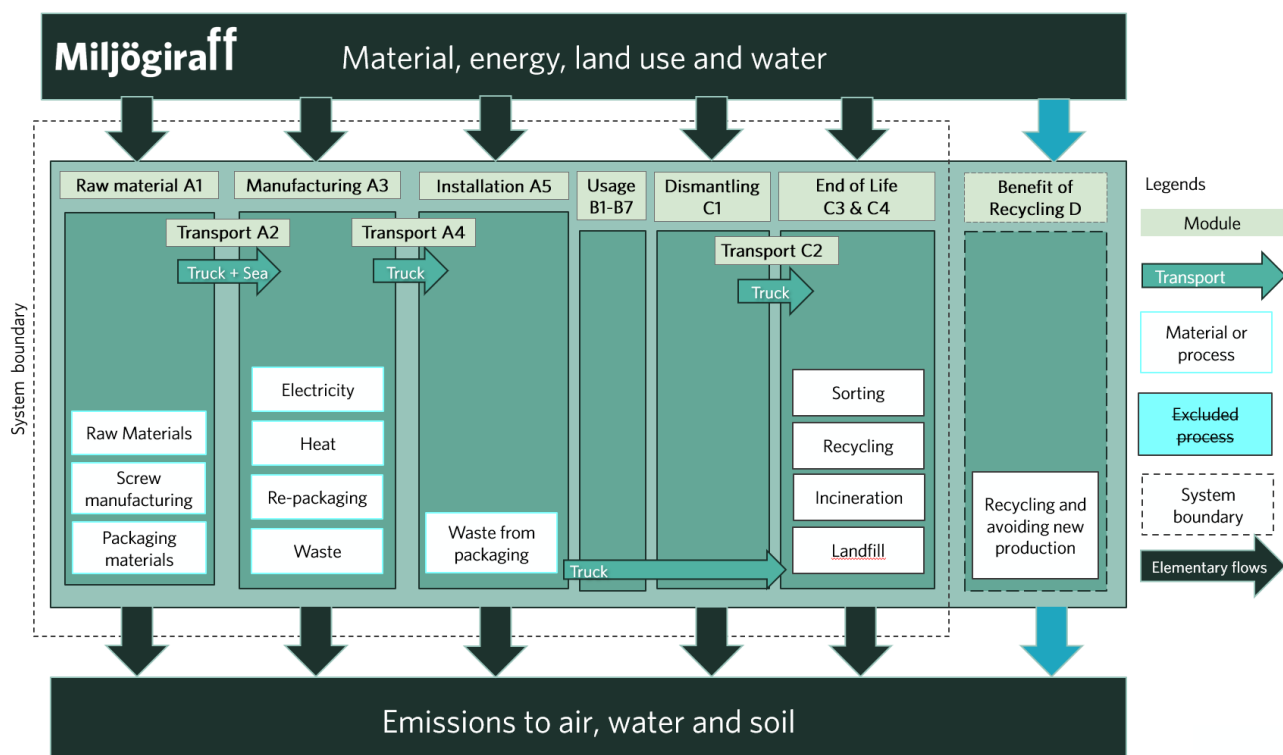 Miljögiraff
Material, energy, land use and water
System boundary
Raw material A1
Transport A2
Truck + Sea
Raw Materials
Screw
manufacturing
Packaging
materials
Manufacturing A3
Transport A4
Truck
Electricity
Heat
Re-packaging
Waste
Installation A5
Waste from
packaging
Truck
Usage
B1-B7
Dismantling
C1
Transport C2
Truck
End of Life
C3 & C4
Sorting
Recycling
Incineration
Landfill
Benefit of
Recycling D
Recycling and
avoiding new
production
Legends
Module
Transport
Material or
process
Excluded
process
System
boundary
Elementary flows
Emissions to air, water and soil